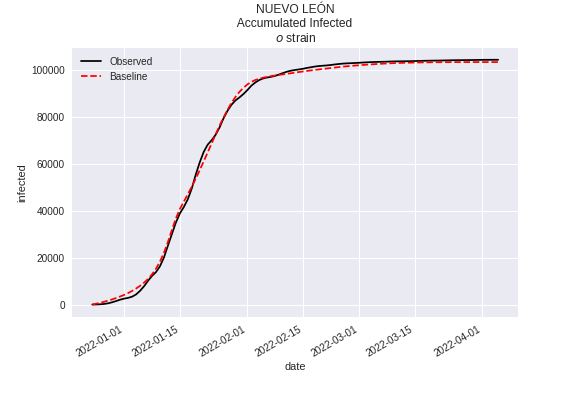 NUEVO LEÓN
Accumulated Infected
o strain
Observed
Baseline
infected
100000
80000
60000
40000
20000
0
2022-01-01
2022-01-15
2022-02-01
2022-02-15
2022-03-01
2022-03-15
2022-04-01
date